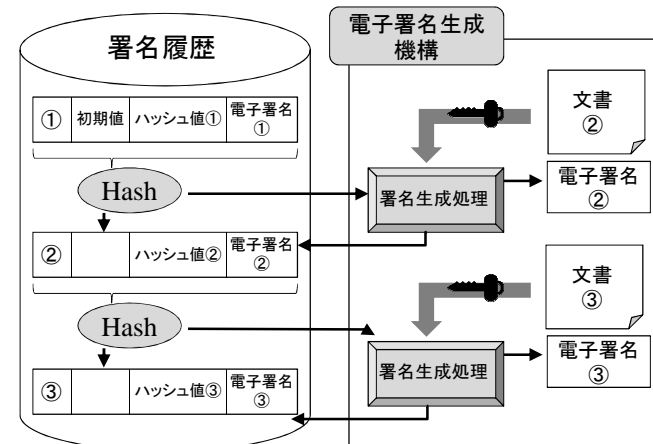 署名履歴
電子署名生成
機構
① 初期値 ハッシュ値① 電子署名
①
文書
②
Hash
署名生成処理
電子署名
②
② ハッシュ値② 電子署名
②
文書
③
Hash
署名生成処理
電子署名
③
③ ハッシュ値③ 電子署名
③